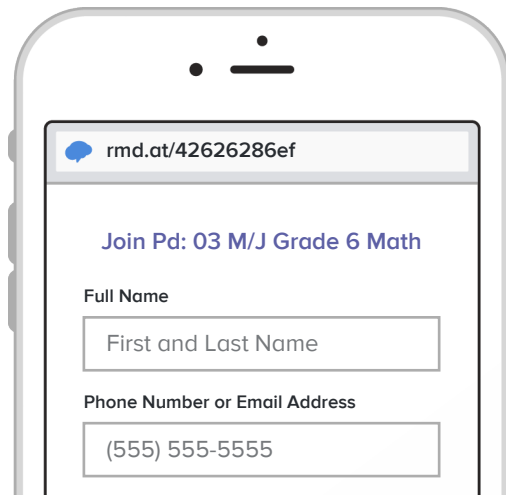 rmd.at/42626286ef
Join Pd: 03 M/J Grade 6 Math
Full Name
First and Last Name
Phone Number or Email Address
(555) 555-5555